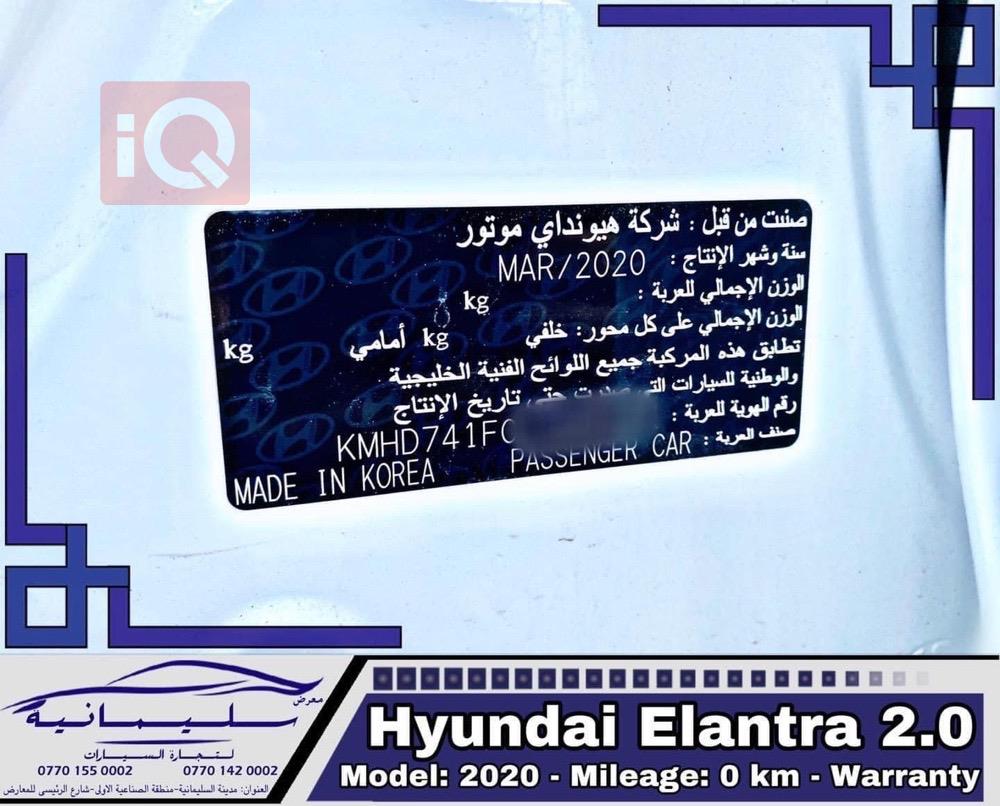 iQ
صنعت من قبل : شركة هيونداي موتور
سنة وشهر الإنتاج : MAR/2020
الوزن الإجمالي للعربة : kg
الوزن الإجمالي على كل محور: خلفي kg أمامي kg
تطابق هذه المركبة جميع اللوائح الفنية الخليجية
والوطنية للسيارات حتى تاريخ الإنتاج
رقم الهوية للعربة : KMHD741F
صنف العربة : PASSENGER CAR
MADE IN KOREA
معرض
سليمانية
لتجارة السيارات
0770 155 0002 0770 142 0002
العنوان: مدينة السليمانية-منطقة الصناعية الاولى-شارع الرئيسي للمعارض
Hyundai Elantra 2.0
Model: 2020 - Mileage: 0 km - Warranty